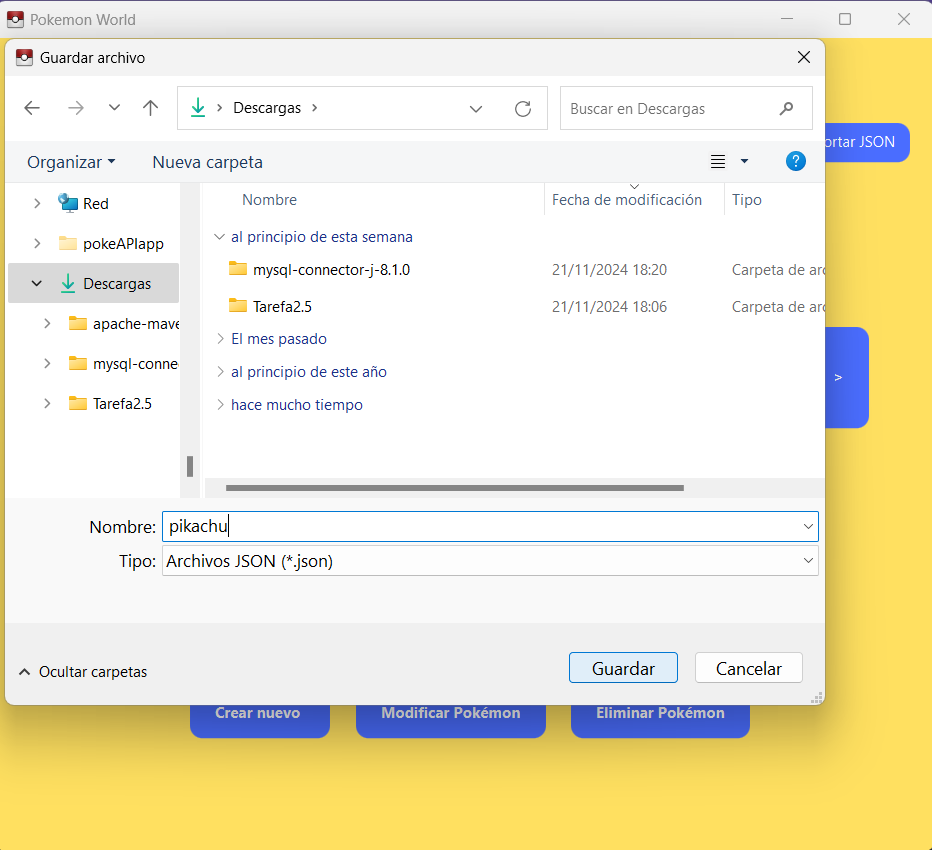 Pokemon World
Guardar archivo
Descargas
Buscar en Descargas
ortar JSON
Organizar
Nueva carpeta
?
Red
pokeAPIapp
Descargas
apache-mave
mysql-conne
Tarefa2.5
Nombre
Fecha de modificación
Tipo
al principio de esta semana
mysql-connector-j-8.1.0
21/11/2024 18:20
Carpeta de arc
Tarefa2.5
21/11/2024 18:06
Carpeta de arc
El mes pasado
al principio de este año
hace mucho tiempo
>
Nombre: pikachu
Tipo: Archivos JSON (*.json)
Ocultar carpetas
Guardar
Cancelar
Crear nuevo
Modificar Pokémon
Eliminar Pokémon